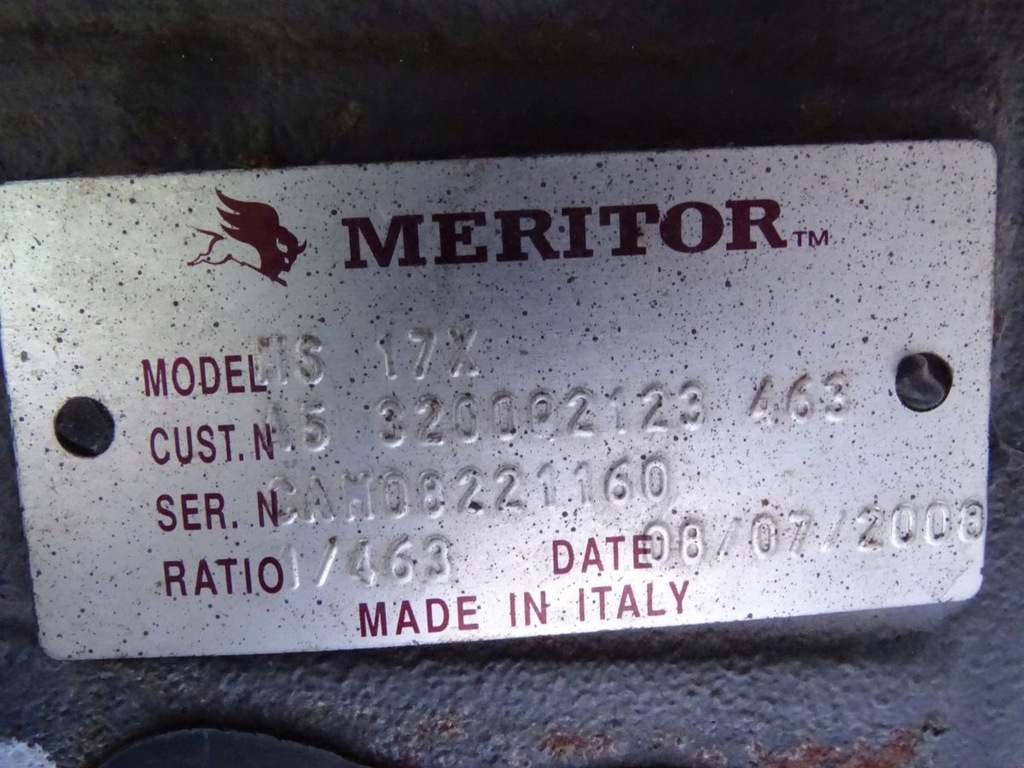 MERITOR™
MODEL MS 17X
CUST.N 15 3200002123 463
SER. N CAM08221160
RATIO 1/463 DATE 08/07/2008
MADE IN ITALY